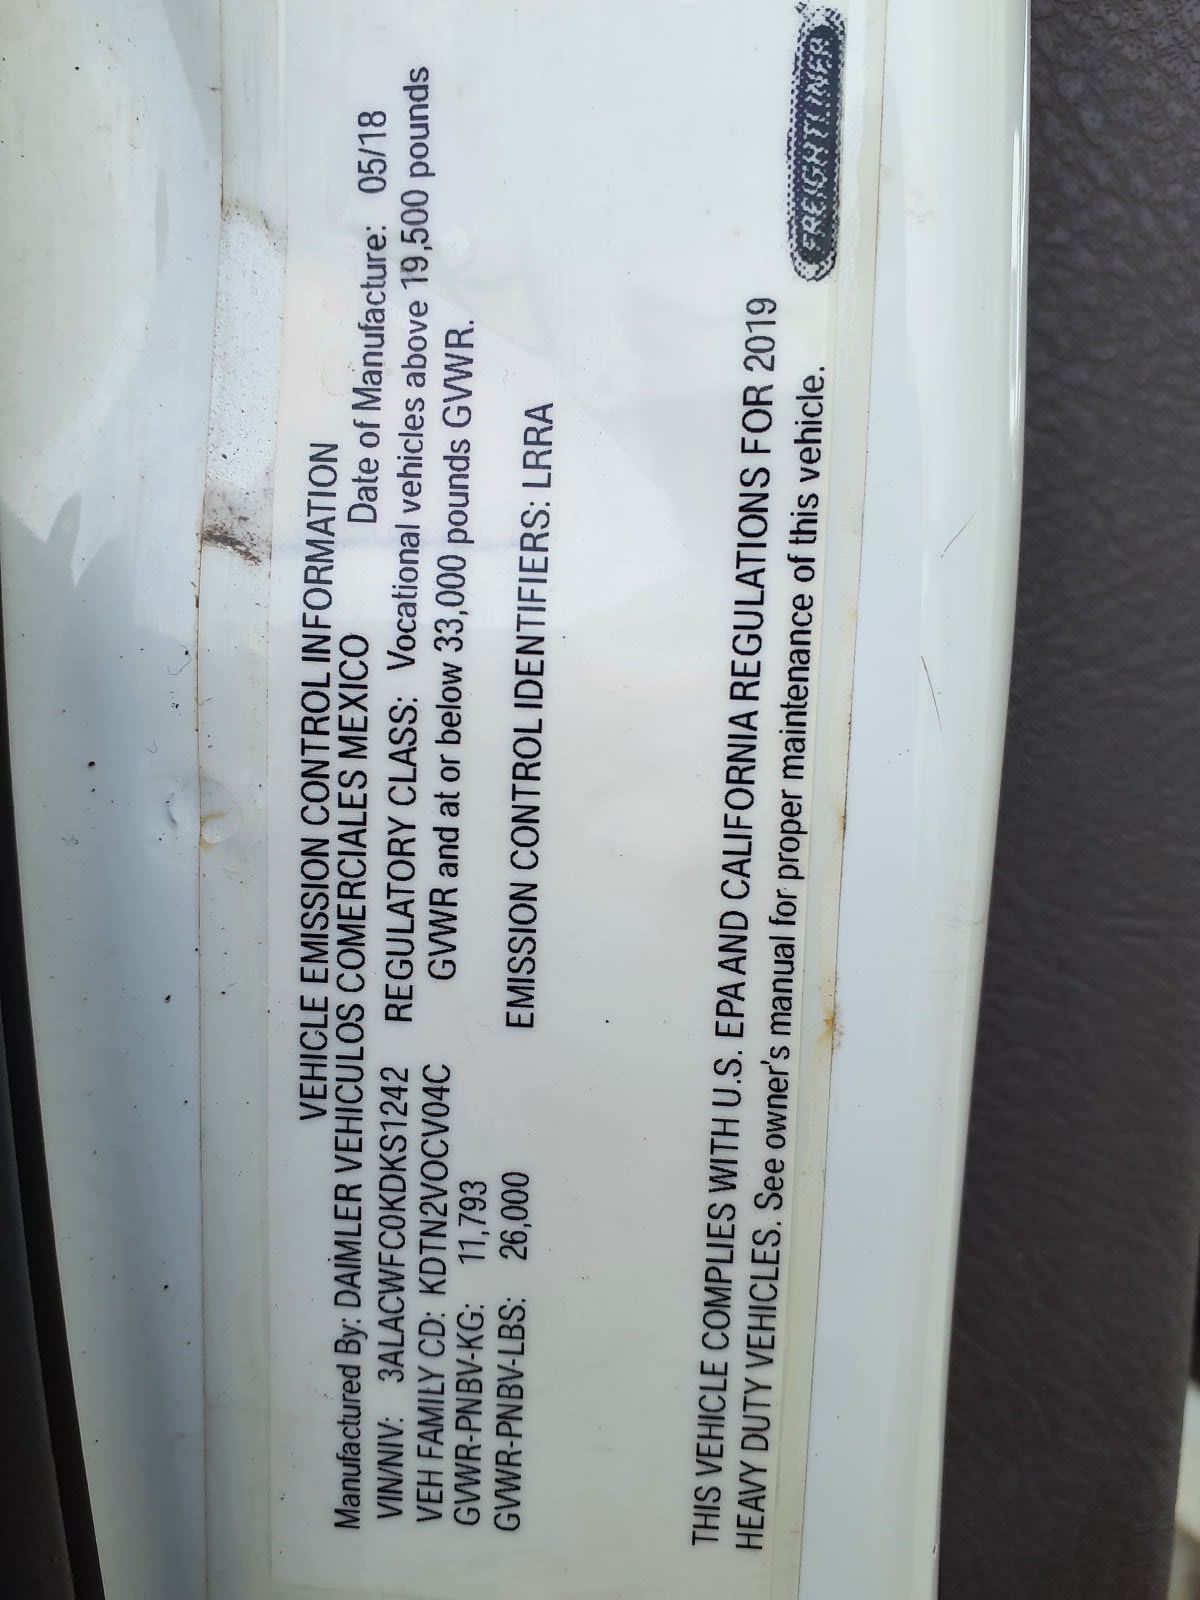 VEHICLE EMISSION CONTROL INFORMATION
Manufactured By: DAIMLER VEHICULOS COMERCIALES MEXICO
Date of Manufacture: 05/18
VIN/NIV: 3ALACWFC0KDKS1242 REGULATORY CLASS: Vocational vehicles above 19,500 pounds
VEH FAMILY CD: KDTN2VOCV04C GVWR and at or below 33,000 pounds GVWR.
GVWR-PNBV-KG: 11,793
GVWR-PNBV-LBS: 26,000 EMISSION CONTROL IDENTIFIERS: LRRA
THIS VEHICLE COMPLIES WITH U.S. EPA AND CALIFORNIA REGULATIONS FOR 2019
HEAVY DUTY VEHICLES. See owner's manual for proper maintenance of this vehicle.
FREIGHTLINER